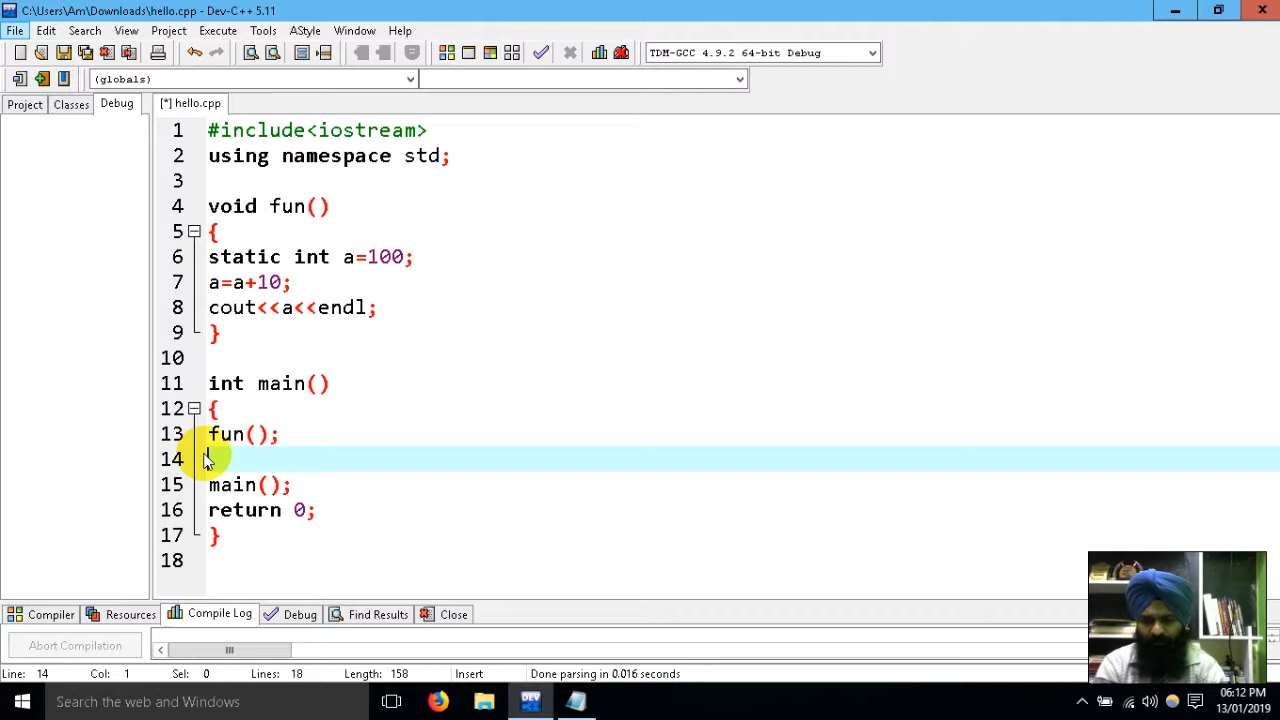 C:\Users\Am\Downloads\hello.cpp - Dev-C++ 5.11
File Edit Search View Project Execute Tools AStyle Window Help
TDM-GCC 4.9.2 64-bit Debug
(globals)
Project Classes Debug [*] hello.cpp
1 #include<iostream>
2 using namespace std;
3
4 void fun()
5 {
6 static int a=100;
7 a=a+10;
8 cout<<a<<endl;
9 }
10
11 int main()
12 {
13 fun();
14
15 main();
16 return 0;
17 }
18
Compiler Resources Compile Log Debug Find Results Close
Abort Compilation
Line: 14 Col: 1 Sel: 0 Lines: 18 Length: 158 Insert Done parsing in 0.016 seconds
Search the web and Windows
DEV
06:12 PM
13/01/2019